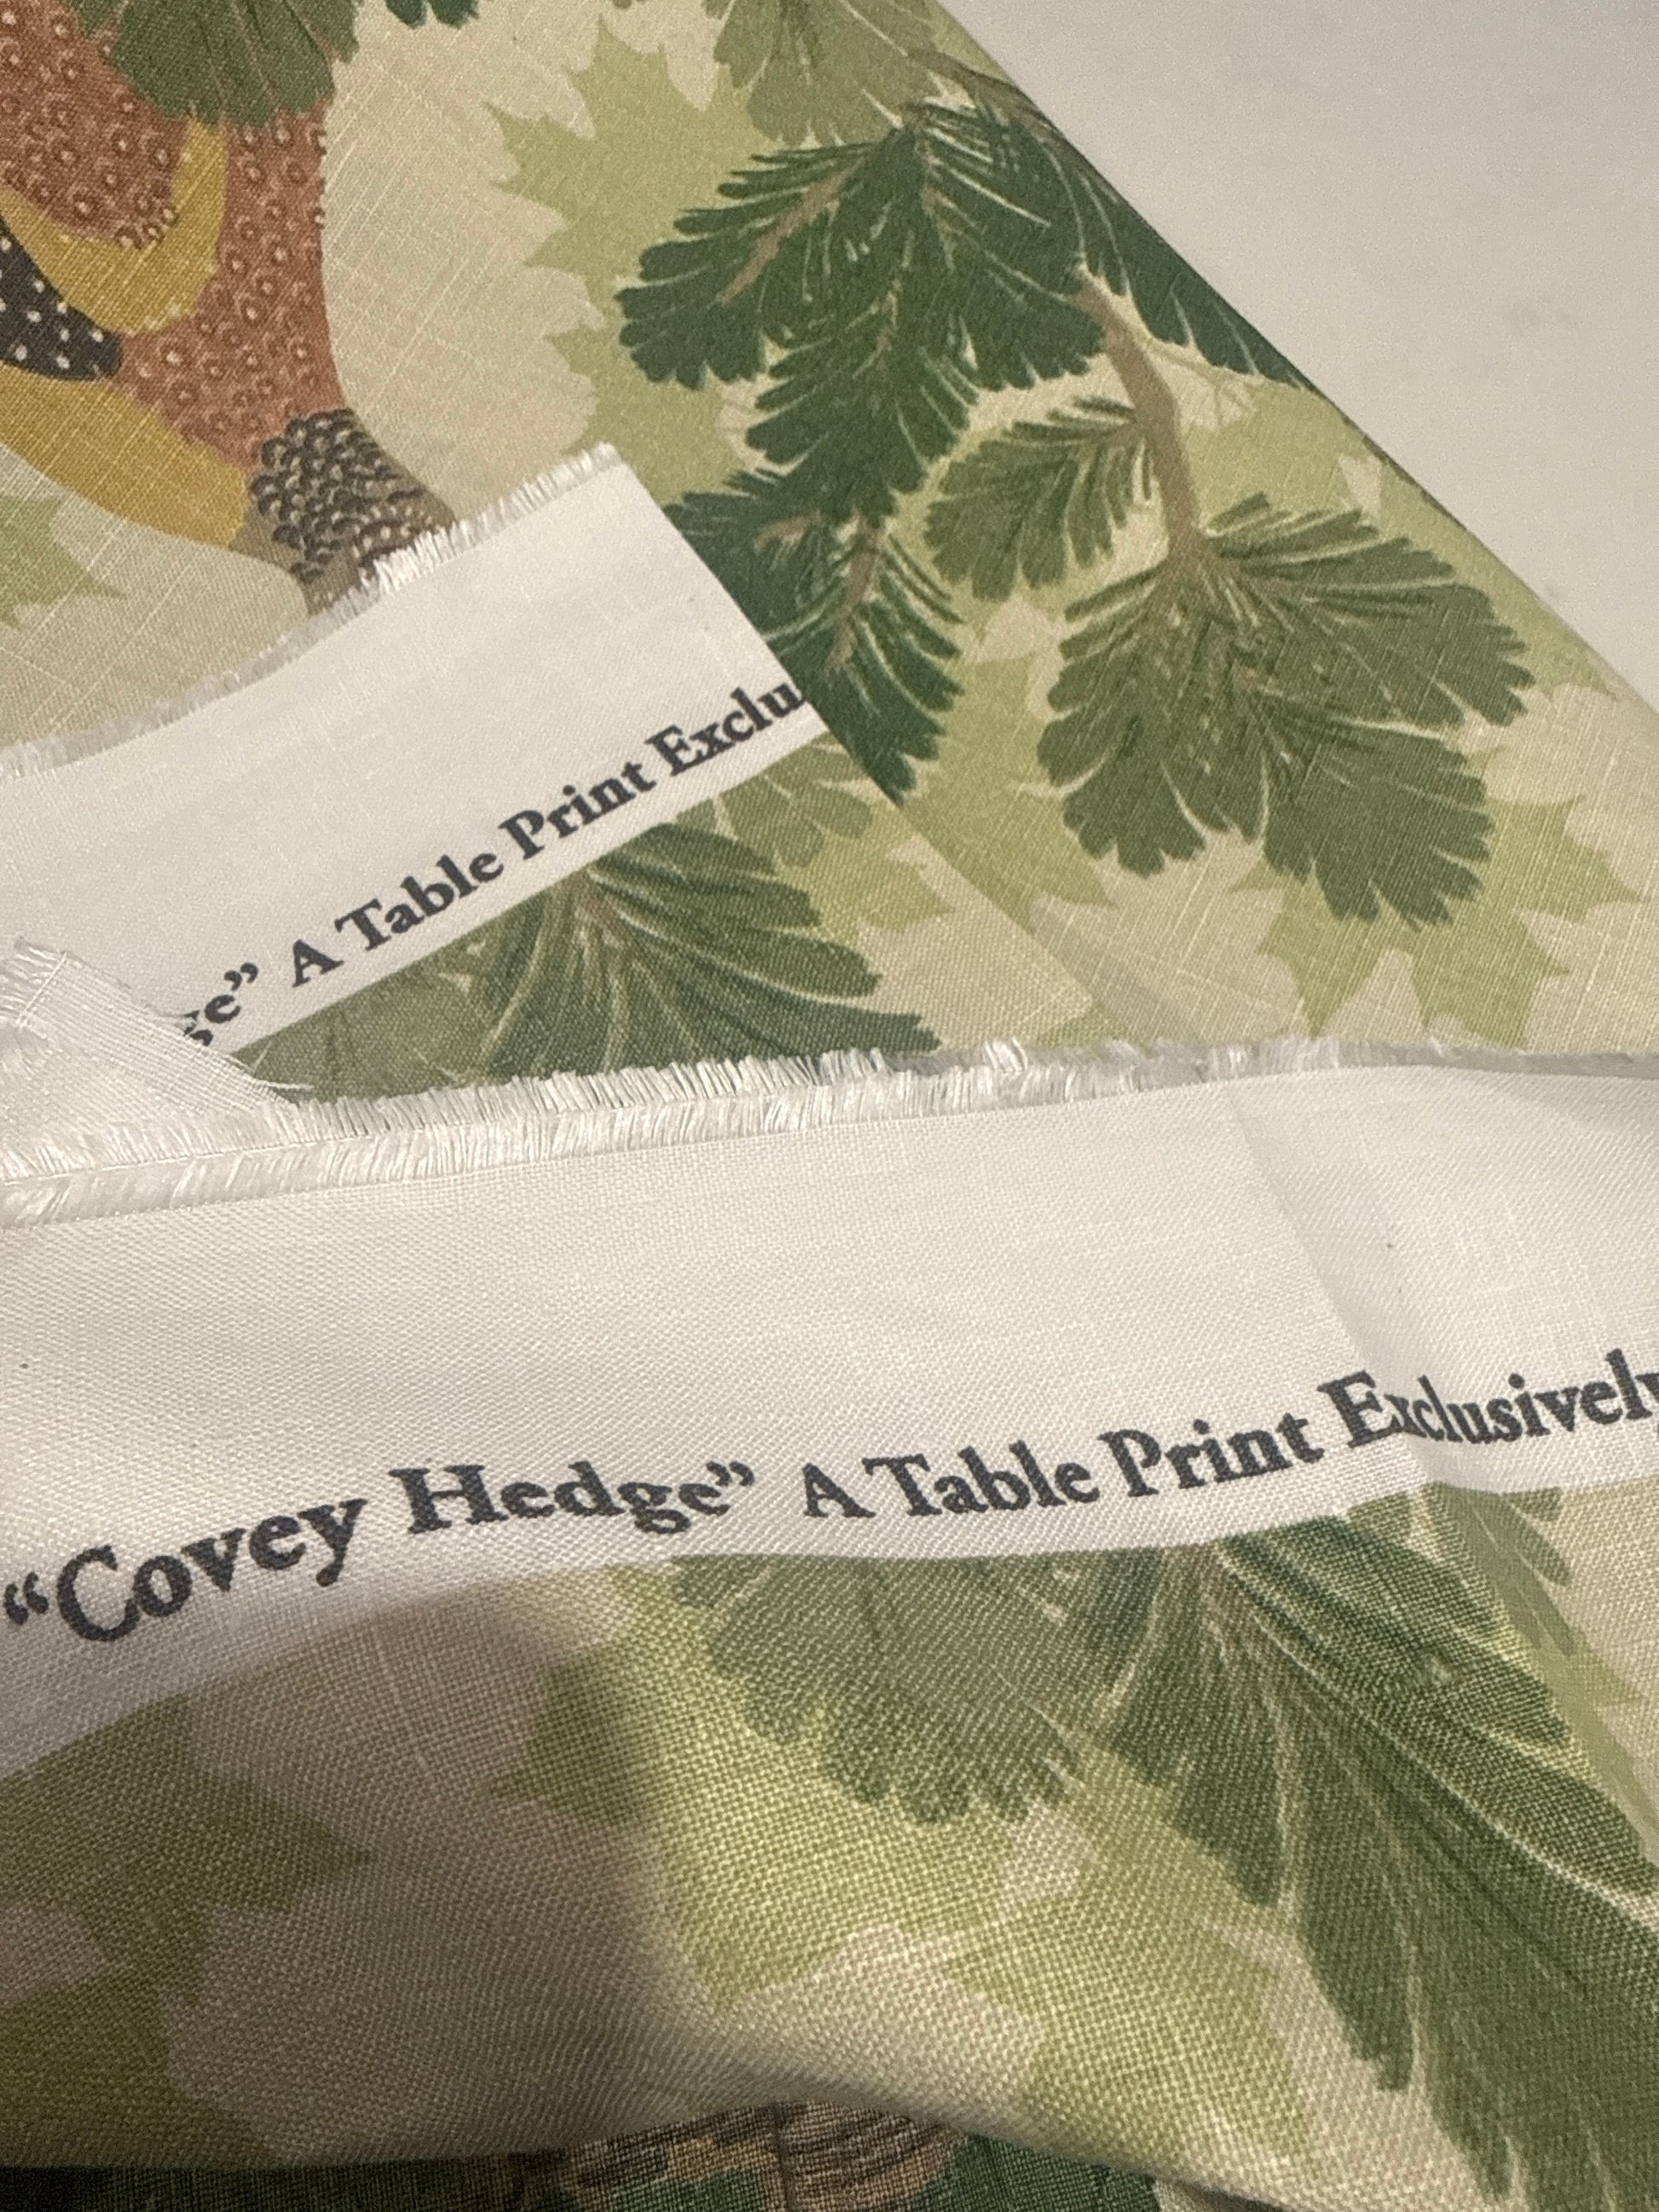 ge” A Table Print Exclu
“Covey Hedge” A Table Print Exclusively